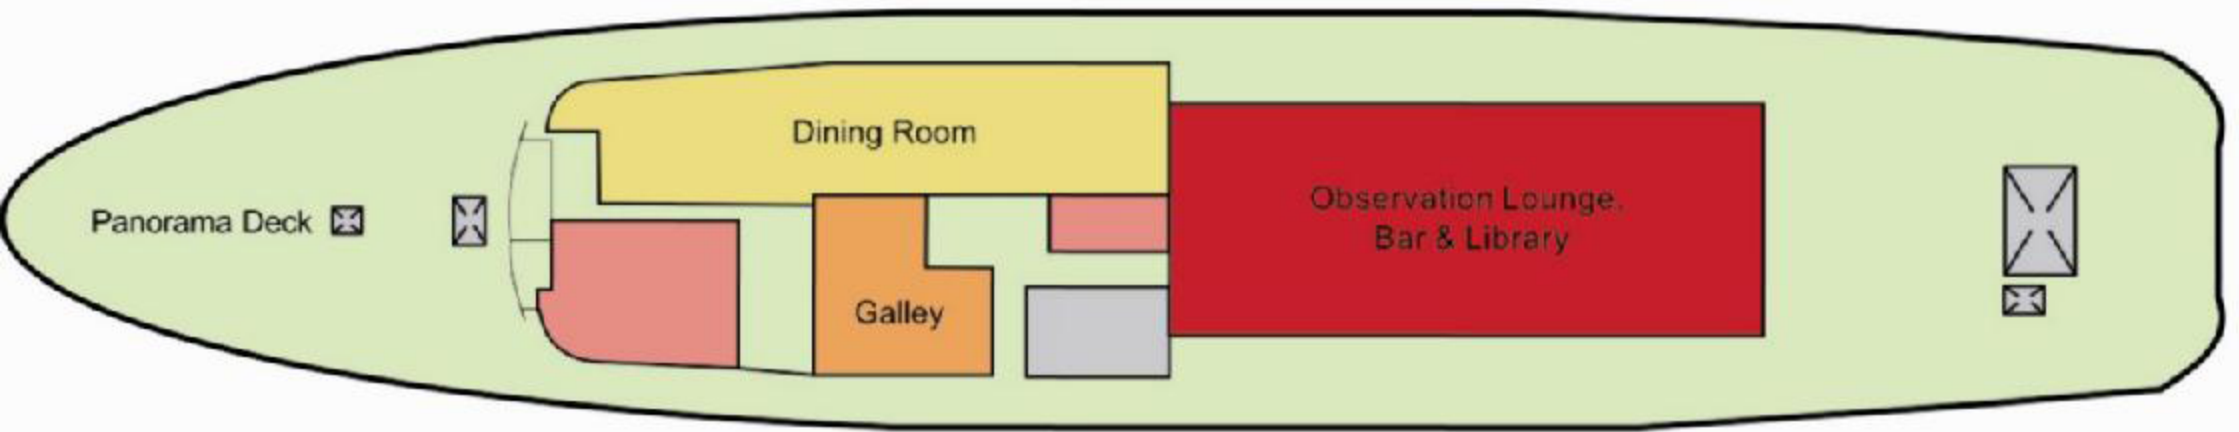 Dining Room
Observation Lounge,
Bar & Library
Panorama Deck
Galley